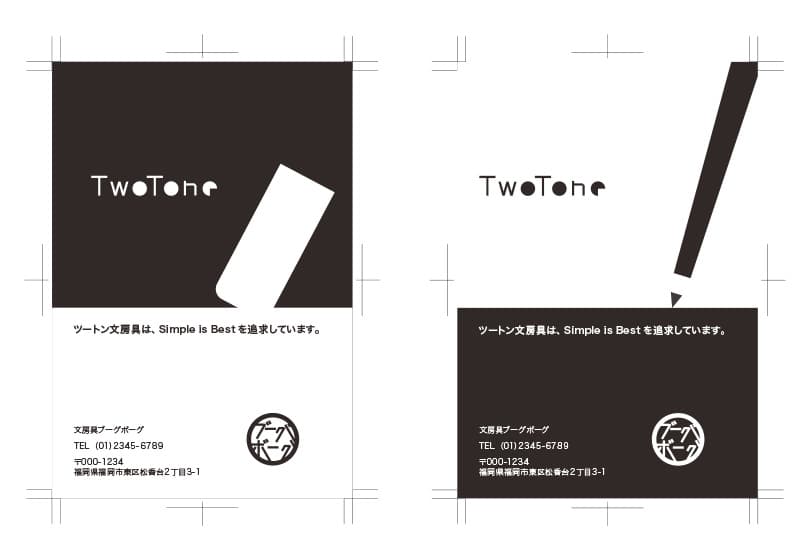 TwoTone
ツートン文房具は、Simple is Bestを追求しています。
文房具ブーグボーグ
TEL (01)2345-6789
〒000-1234
福岡県福岡市東区松香台2丁目3-1
ブーグ
ボーグ
TwoTone
ツートン文房具は、Simple is Bestを追求しています。
文房具ブーグボーグ
TEL (01)2345-6789
〒000-1234
福岡県福岡市東区松香台2丁目3-1
ブーグ
ボーグ